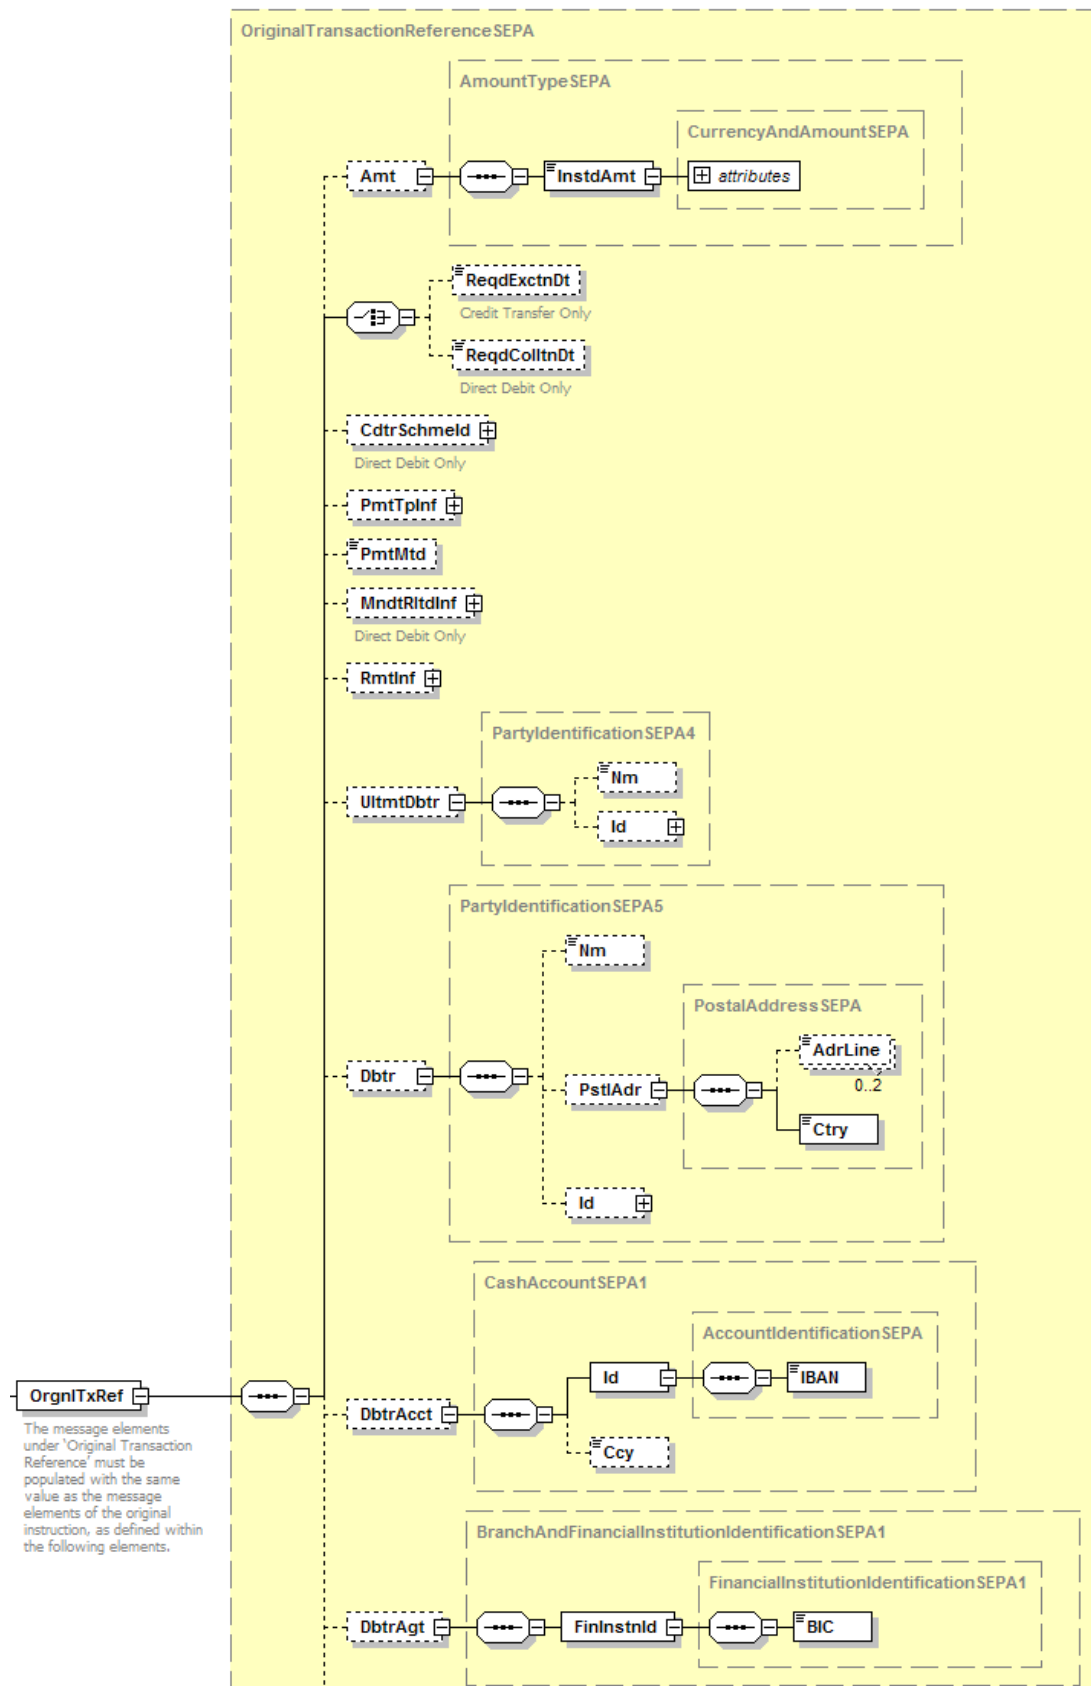 OriginalTransactionReferenceSEPA
AmountTypeSEPA
CurrencyAndAmountSEPA
Amt
InstdAmt
attributes
ReqdExctnDt
Credit Transfer Only
ReqdColltnDt
Direct Debit Only
CdtrSchmeId
Direct Debit Only
PmtTpInf
PmtMtd
MndtRltdInf
Direct Debit Only
RmtInf
PartyIdentificationSEPA4
Nm
UltmtDbtr
Id
PartyIdentificationSEPA5
Nm
PostalAddressSEPA
AdrLine
0..2
Dbtr
PstlAdr
Ctry
Id
CashAccountSEPA1
AccountIdentificationSEPA
Id
IBAN
OrgnlTxRef
The message elements
under 'Original Transaction
Reference' must be
populated with the same
value as the message
elements of the original
instruction, as defined within
the following elements.
DbtrAcct
Ccy
BranchAndFinancialInstitutionIdentificationSEPA1
FinancialInstitutionIdentificationSEPA1
DbtrAgt
FinInstnId
BIC